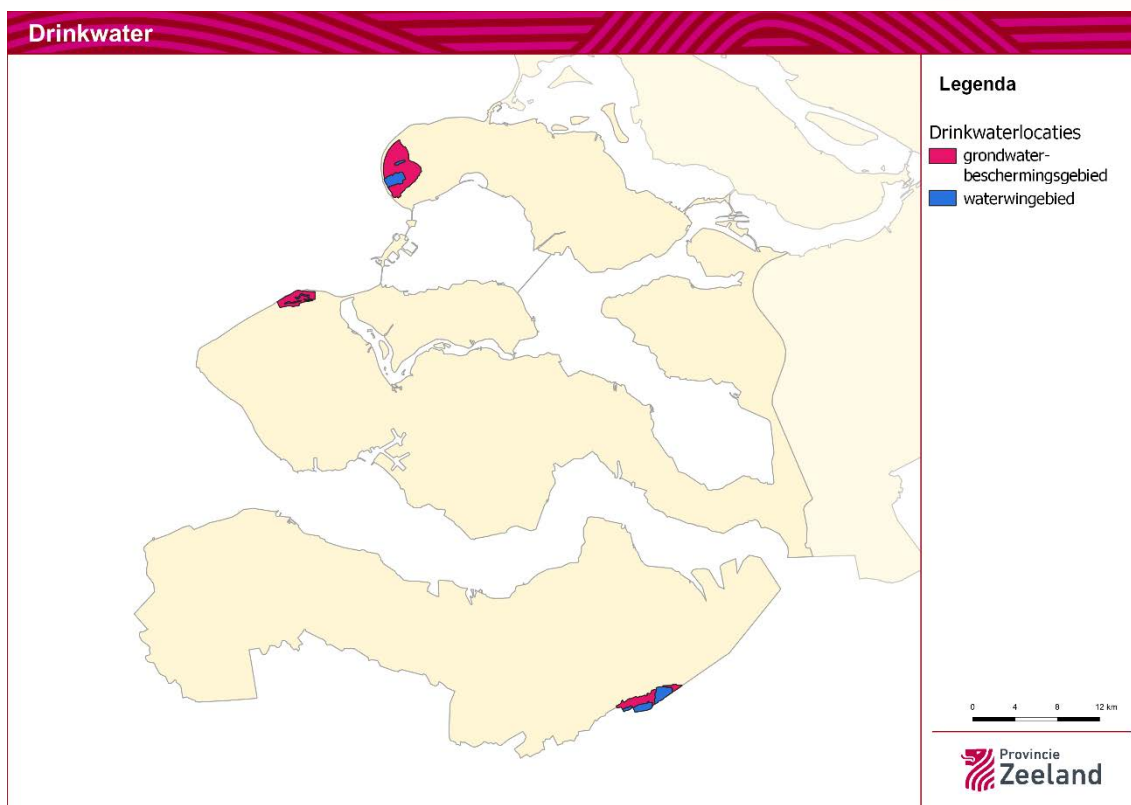 Drinkwater
Legenda
Drinkwaterlocaties
grondwater-
beschermingsgebied
waterwingebied
0 4 8 12 km
Provincie
Zeeland